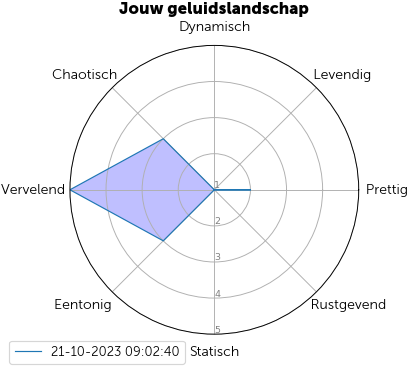 Jouw geluidslandschap
Dynamisch
Chaotisch
Levendig
Vervelend
1
Prettig
2
3
4
Eentonig
Rustgevend
5
21-10-2023 09:02:40
Statisch